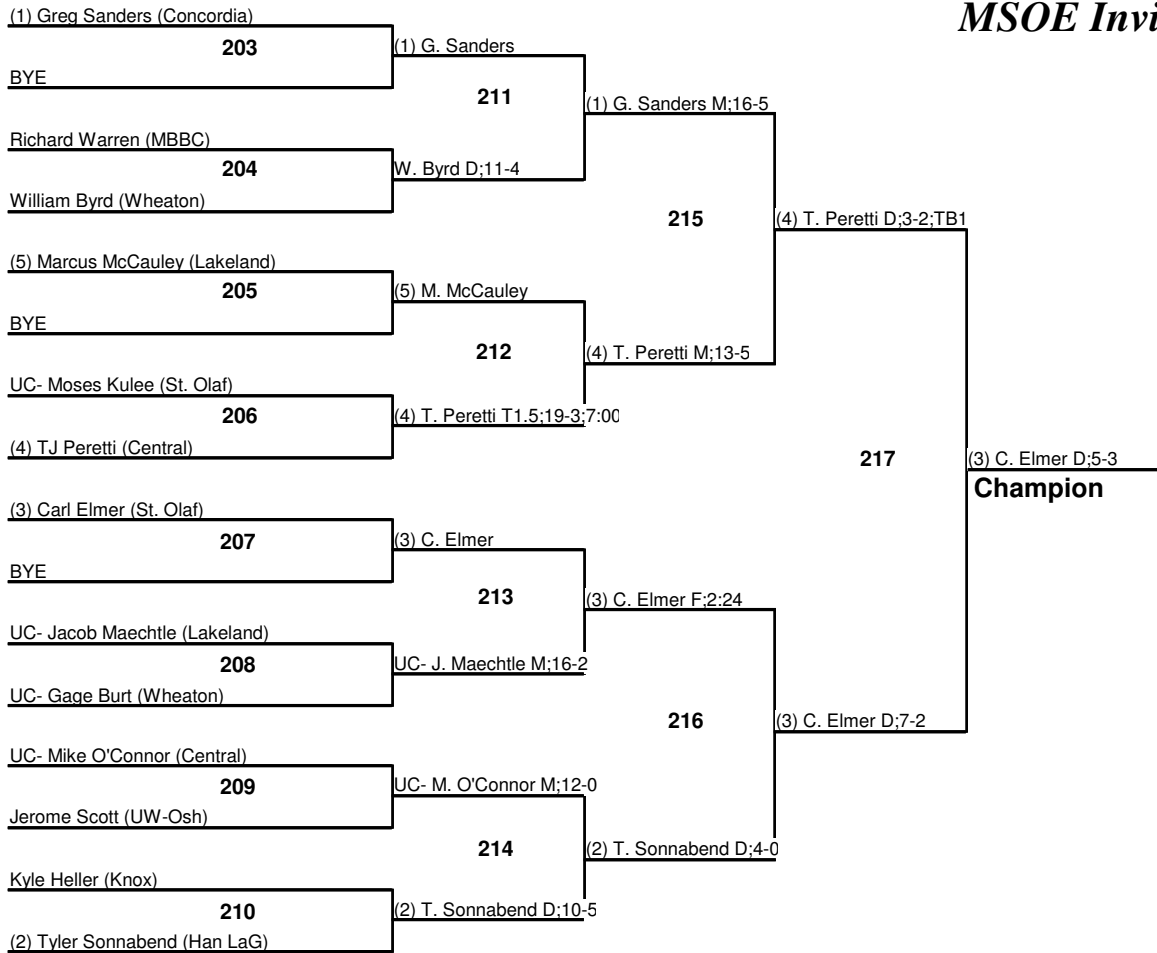 MSOE Invi
(1) Greg Sanders (Concordia)
203
BYE
(1) G. Sanders
211
Richard Warren (MBBC)
204
William Byrd (Wheaton)
W. Byrd D;11-4
(1) G. Sanders M;16-5
215
(5) Marcus McCauley (Lakeland)
205
BYE
(5) M. McCauley
212
UC- Moses Kulee (St. Olaf)
206
(4) TJ Peretti (Central)
(4) T. Peretti T1.5;19-3;7:00
(4) T. Peretti M;13-5
(4) T. Peretti D;3-2;TB1
217
(3) C. Elmer D;5-3
Champion
(3) Carl Elmer (St. Olaf)
207
BYE
(3) C. Elmer
213
UC- Jacob Maechtle (Lakeland)
208
UC- Gage Burt (Wheaton)
UC- J. Maechtle M;16-2
(3) C. Elmer F;2:24
216
(3) C. Elmer D;7-2
UC- Mike O'Connor (Central)
209
Jerome Scott (UW-Osh)
UC- M. O'Connor M;12-0
214
Kyle Heller (Knox)
210
(2) Tyler Sonnabend (Han LaG)
(2) T. Sonnabend D;10-5
(2) T. Sonnabend D;4-0